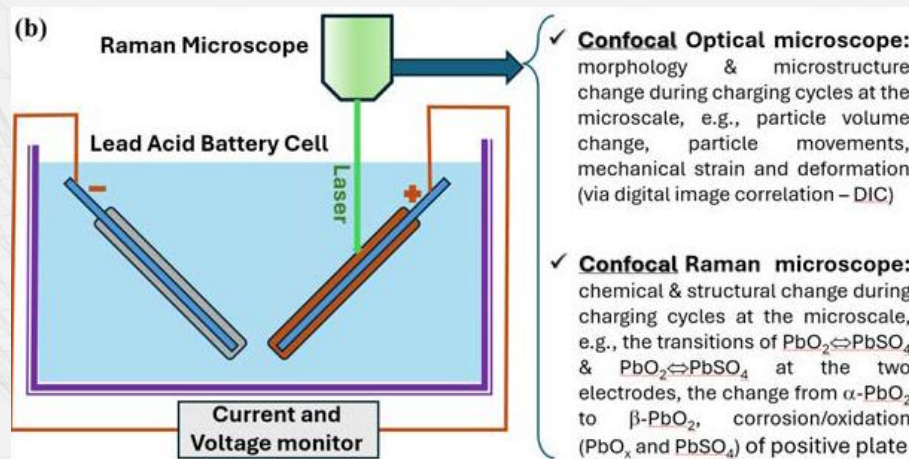 (b)
Raman Microscope
Lead Acid Battery Cell
Laser
−
+
Current and
Voltage monitor
✓ Confocal Optical microscope:
morphology & microstructure
change during charging cycles at the
microscale, e.g., particle volume
change, particle movements,
mechanical strain and deformation
(via digital image correlation – DIC)
✓ Confocal Raman microscope:
chemical & structural change during
charging cycles at the microscale,
e.g., the transitions of PbO₂⇔PbSO₄
& PbO₂⇔PbSO₄ at the two
electrodes, the change from α-PbO₂
to β-PbO₂, corrosion/oxidation
(PbOₓ and PbSO₄) of positive plate